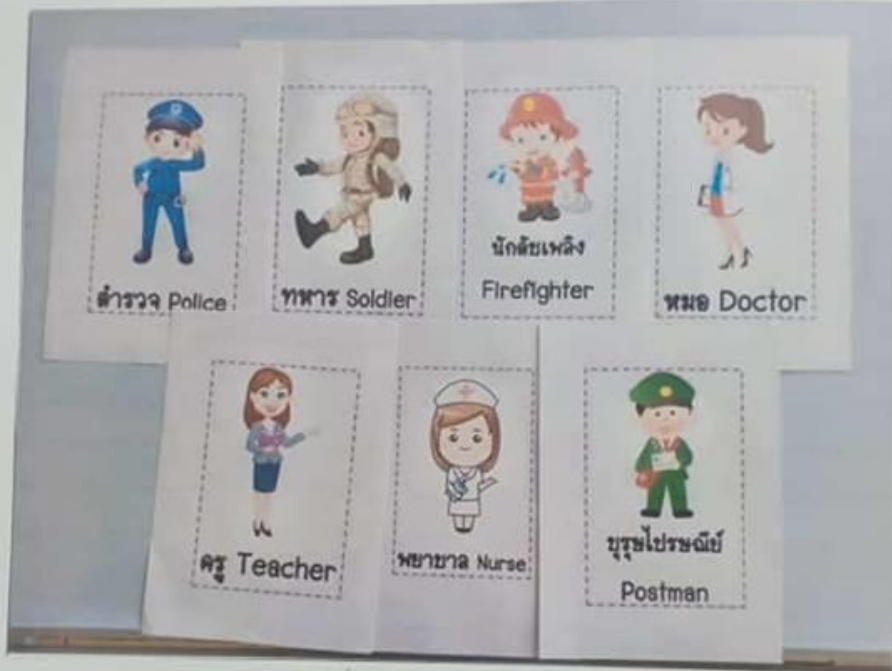 ตำรวจ Police
ทหาร Soldier
นักดับเพลิง
Firefighter
หมอ Doctor
ครู Teacher
พยาบาล Nurse
บุรุษไปรษณีย์
Postman